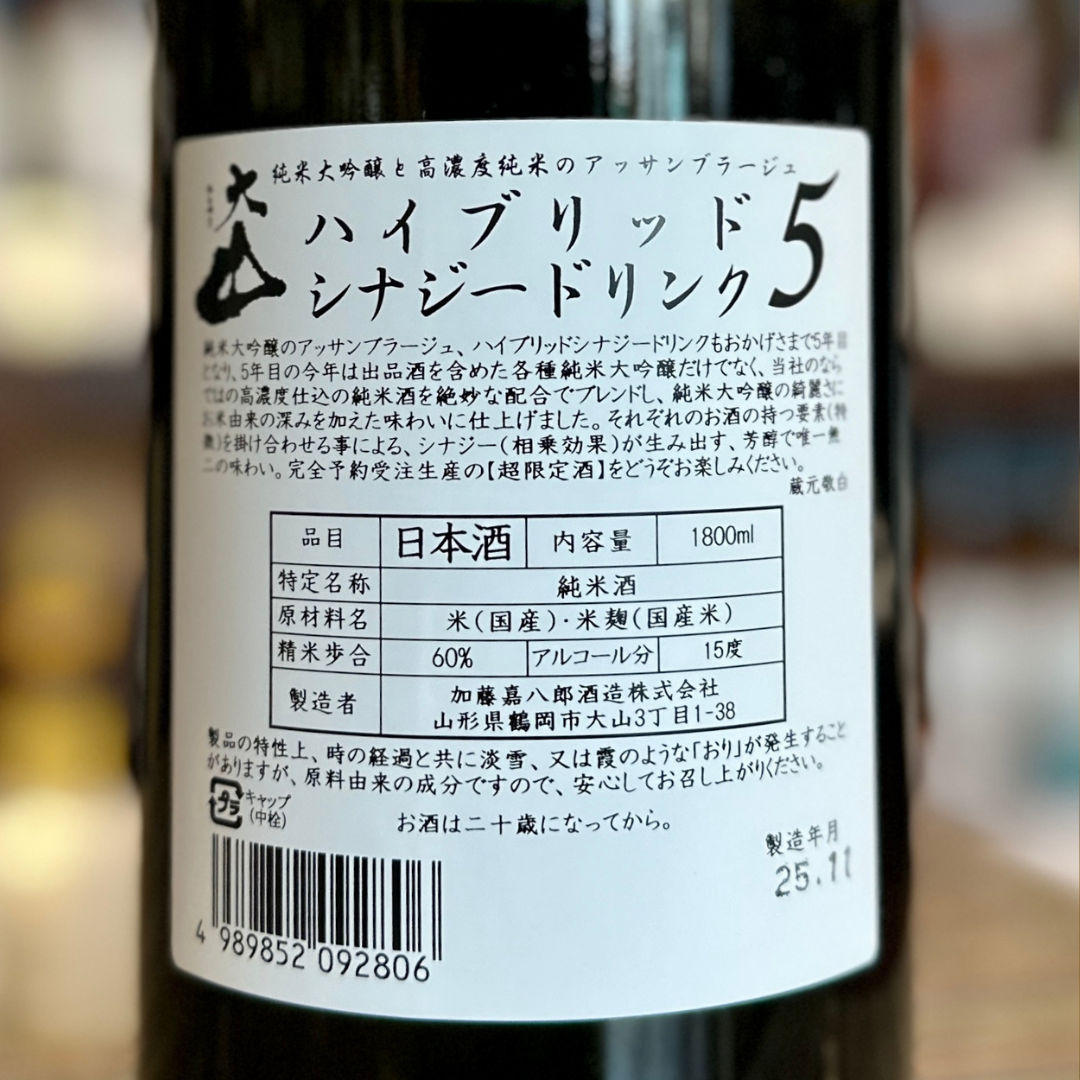 純米大吟醸と高濃度純米のアッサンブラージュ
大山
ハイブリッド
シナジードリンク5
純米大吟醸のアッサンブラージュ、ハイブリッドシナジードリンクもおかげさまで5年目
となり、5年目の今年は出品酒を含めた各種純米大吟醸だけでなく、当社のなら
ではの高濃度仕込の純米酒を絶妙な配合でブレンドし、純米大吟醸の綺麗さに
お米由来の深みを加えた味わいに仕上げました。それぞれのお酒の持つ要素(特
徴)を掛け合わせる事による、シナジー(相乗効果)が生み出す、芳醇で唯一無
二の味わい。完全予約受注生産の【超限定酒】をどうぞお楽しみください。
蔵元敬白
品目 日本酒 内容量 1800ml
特定名称 純米酒
原材料名 米(国産)・米麹(国産米)
精米歩合 60% アルコール分 15度
製造者 加藤嘉八郎酒造株式会社
山形県鶴岡市大山3丁目1-38
製品の特性上、時の経過と共に淡雪、又は霞のような「おり」が発生すること
がありますが、原料由来の成分ですので、安心してお召し上がりください。
プラ キャップ
(中栓)
お酒は二十歳になってから。
製造年月
25.11
4 989852 092806